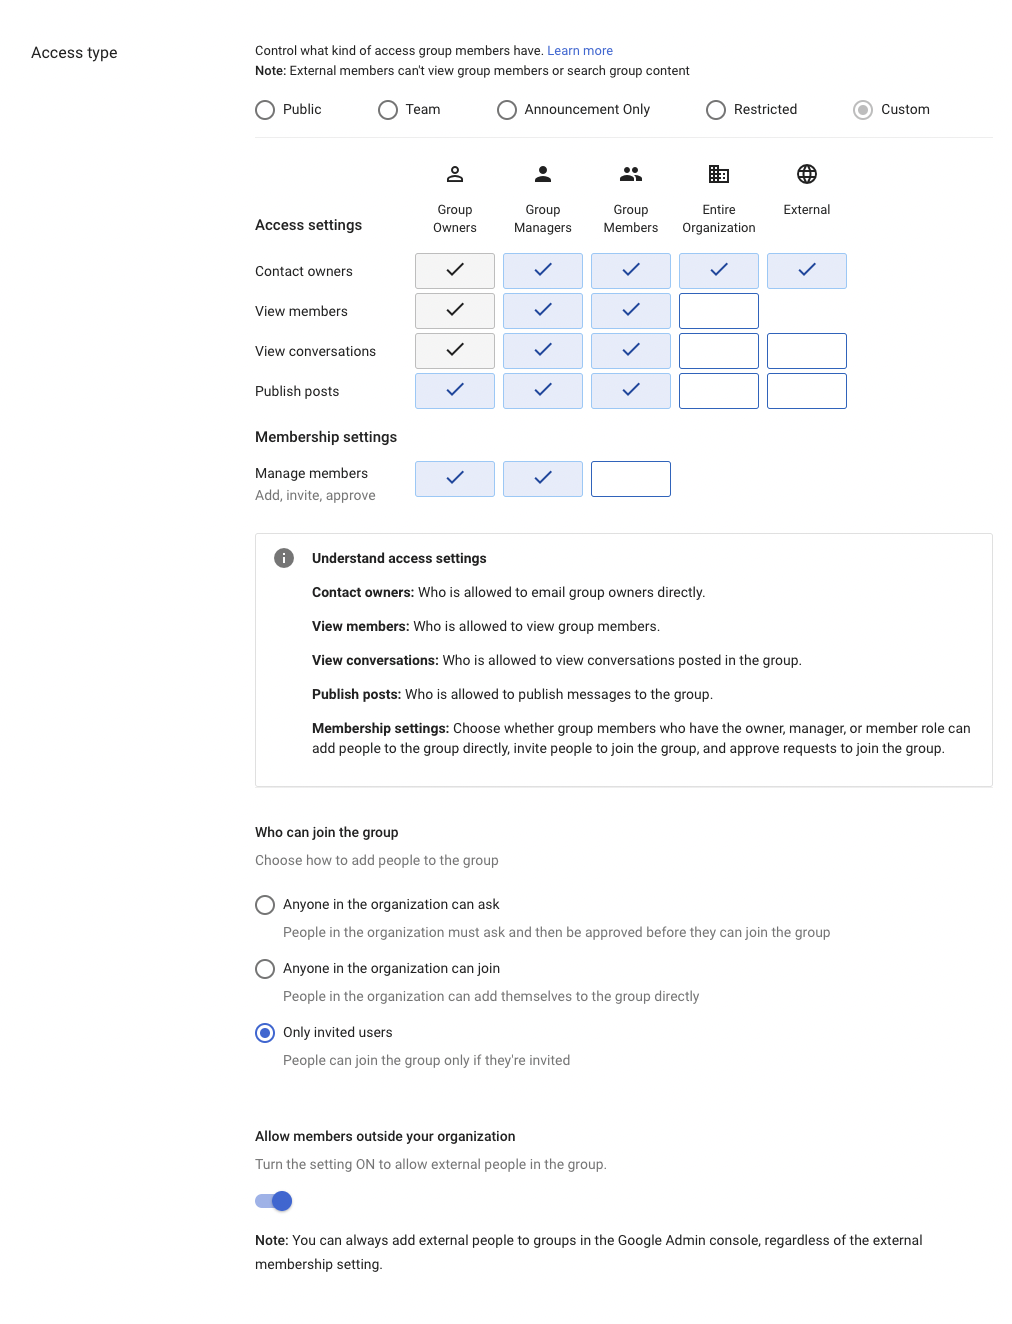 Access type
Control what kind of access group members have. Learn more
Note: External members can't view group members or search group content
Public Team Announcement Only Restricted Custom
Access settings
Group Owners
Group Managers
Group Members
Entire Organization
External
Contact owners
View members
View conversations
Publish posts
Membership settings
Manage members
Add, invite, approve
Understand access settings
Contact owners: Who is allowed to email group owners directly.
View members: Who is allowed to view group members.
View conversations: Who is allowed to view conversations posted in the group.
Publish posts: Who is allowed to publish messages to the group.
Membership settings: Choose whether group members who have the owner, manager, or member role can
add people to the group directly, invite people to join the group, and approve requests to join the group.
Who can join the group
Choose how to add people to the group
Anyone in the organization can ask
People in the organization must ask and then be approved before they can join the group
Anyone in the organization can join
People in the organization can add themselves to the group directly
Only invited users
People can join the group only if they're invited
Allow members outside your organization
Turn the setting ON to allow external people in the group.
Note: You can always add external people to groups in the Google Admin console, regardless of the external
membership setting.